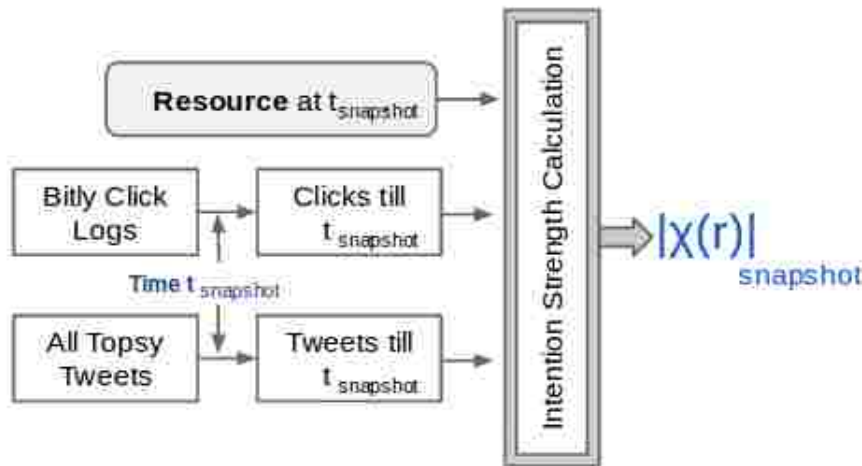 Resource at t snapshot
Bitly Click
Logs
Clicks till
t snapshot
Time t snapshot
All Topsy
Tweets
Tweets till
t snapshot
Intention Strength Calculation
|χ(r)|
snapshot